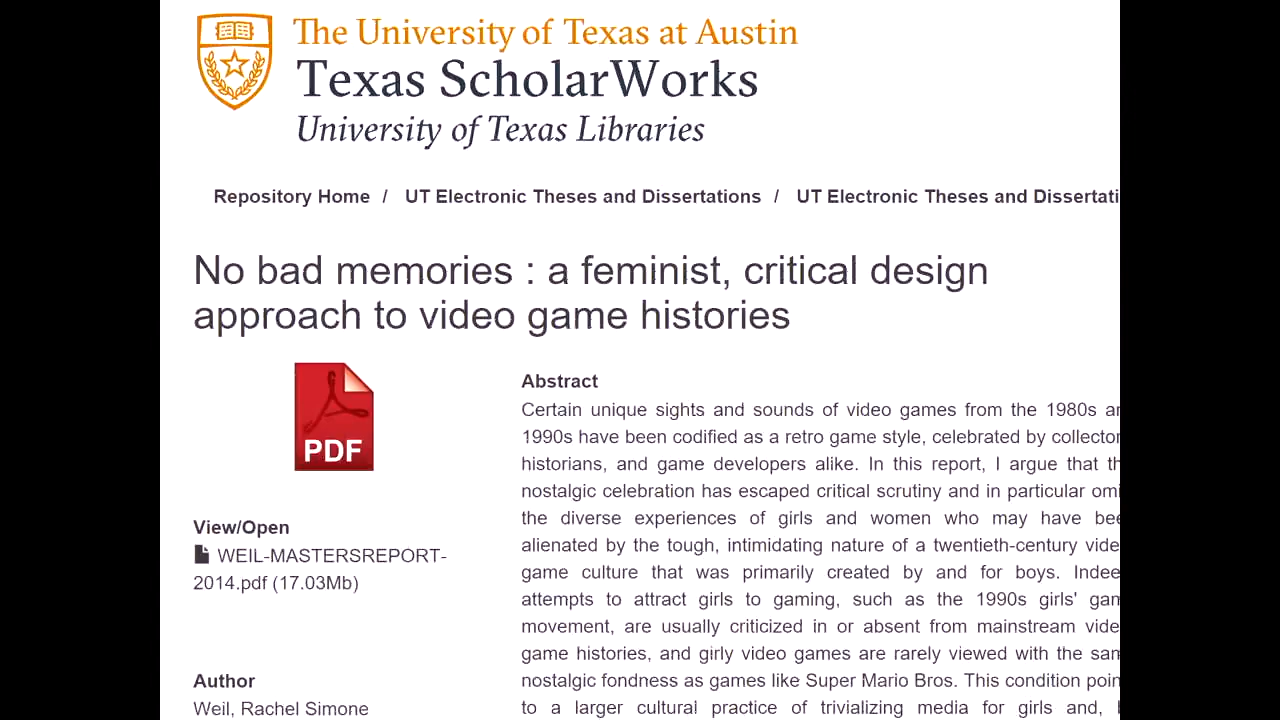 The University of Texas at Austin
Texas ScholarWorks
University of Texas Libraries
Repository Home / UT Electronic Theses and Dissertations / UT Electronic Theses and Dissertati
No bad memories : a feminist, critical design
approach to video game histories
PDF
View/Open
WEIL-MASTERSREPORT-
2014.pdf (17.03Mb)
Author
Weil, Rachel Simone
Abstract
Certain unique sights and sounds of video games from the 1980s an
1990s have been codified as a retro game style, celebrated by collector
historians, and game developers alike. In this report, I argue that th
nostalgic celebration has escaped critical scrutiny and in particular omi
the diverse experiences of girls and women who may have bee
alienated by the tough, intimidating nature of a twentieth-century vide
game culture that was primarily created by and for boys. Indee
attempts to attract girls to gaming, such as the 1990s girls' gam
movement, are usually criticized in or absent from mainstream vide
game histories, and girly video games are rarely viewed with the sam
nostalgic fondness as games like Super Mario Bros. This condition poin
to a larger cultural practice of trivializing media for girls and,